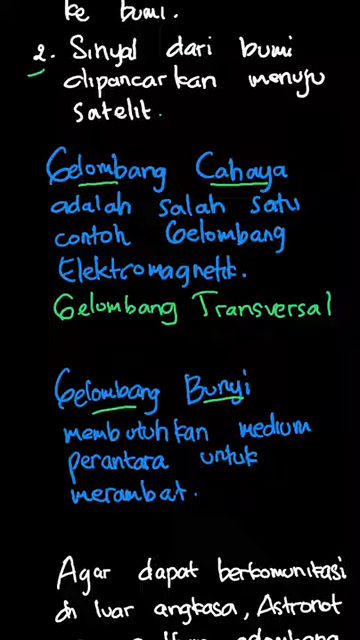 ke bumi.
2. Sinyal dari bumi
dipancarkan menuju
satelit.
Gelombang Cahaya
adalah salah satu
contoh Gelombang
Elektromagnetik.
Gelombang Transversal
Gelombang Bunyi
membutuhkan medium
perantara untuk
merambat.
Agar dapat berkomunikasi
di luar angkasa, Astronot